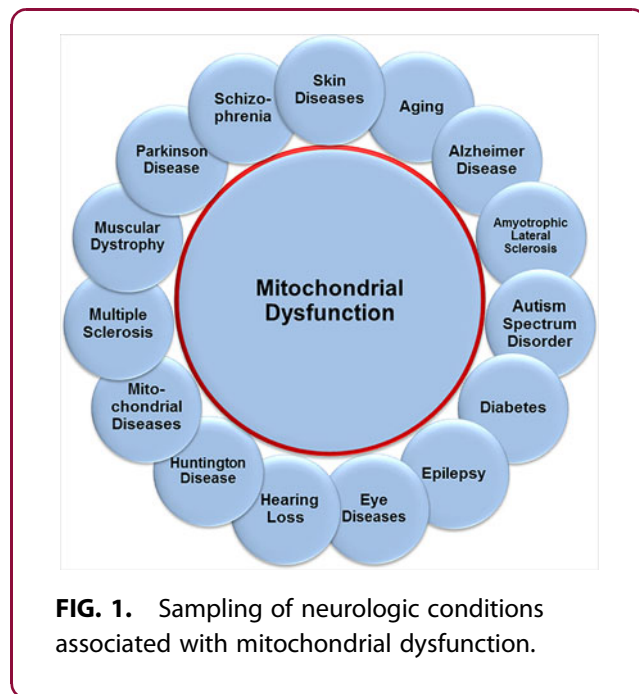 Skin
Diseases
Aging
Alzheimer
Disease
Amyotrophic
Lateral
Sclerosis
Autism
Spectrum
Disorder
Diabetes
Epilepsy
Eye
Diseases
Hearing
Loss
Huntington
Disease
Mito-
chondrial
Diseases
Multiple
Sclerosis
Muscular
Dystrophy
Parkinson
Disease
Schizo-
phrenia
Mitochondrial
Dysfunction
FIG. 1. Sampling of neurologic conditions
associated with mitochondrial dysfunction.